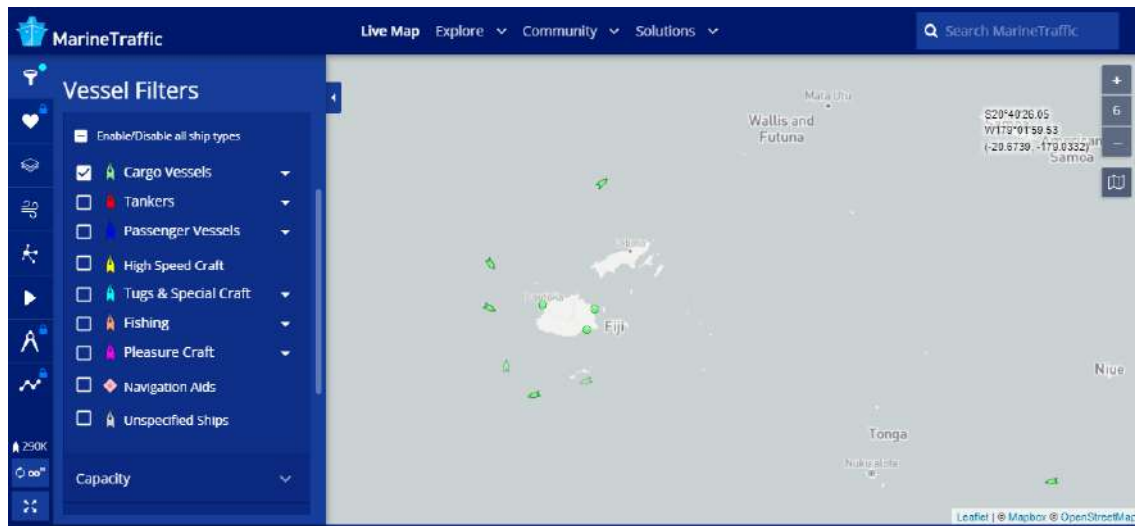 MarineTraffic
Live Map Explore Community Solutions
Search MarineTraffic
Vessel Filters
Enable/Disable all ship types
Cargo Vessels
Tankers
Passenger Vessels
High Speed Craft
Tugs & Special Craft
Fishing
Pleasure Craft
Navigation Aids
Unspecified Ships
Capacity
290K
∞"
Mata Utu
Wallis and
Futuna
S20°40'26.05
W179°01'59.53
(-20.6739, -179.0332)
Samoa
+
6
−
Fiji
Niue
Tonga
Leaflet | © Mapbox © OpenStreetMap